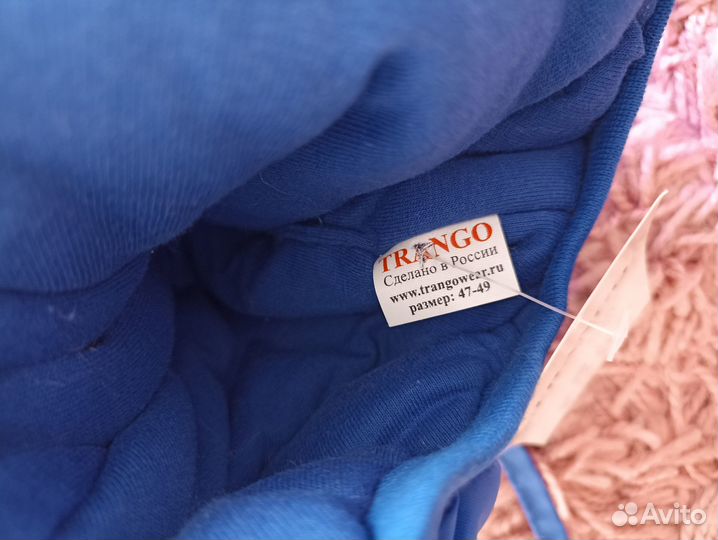 TRANGO
Сделано в России
www.trangowear.ru
размер: 47-49
Avito